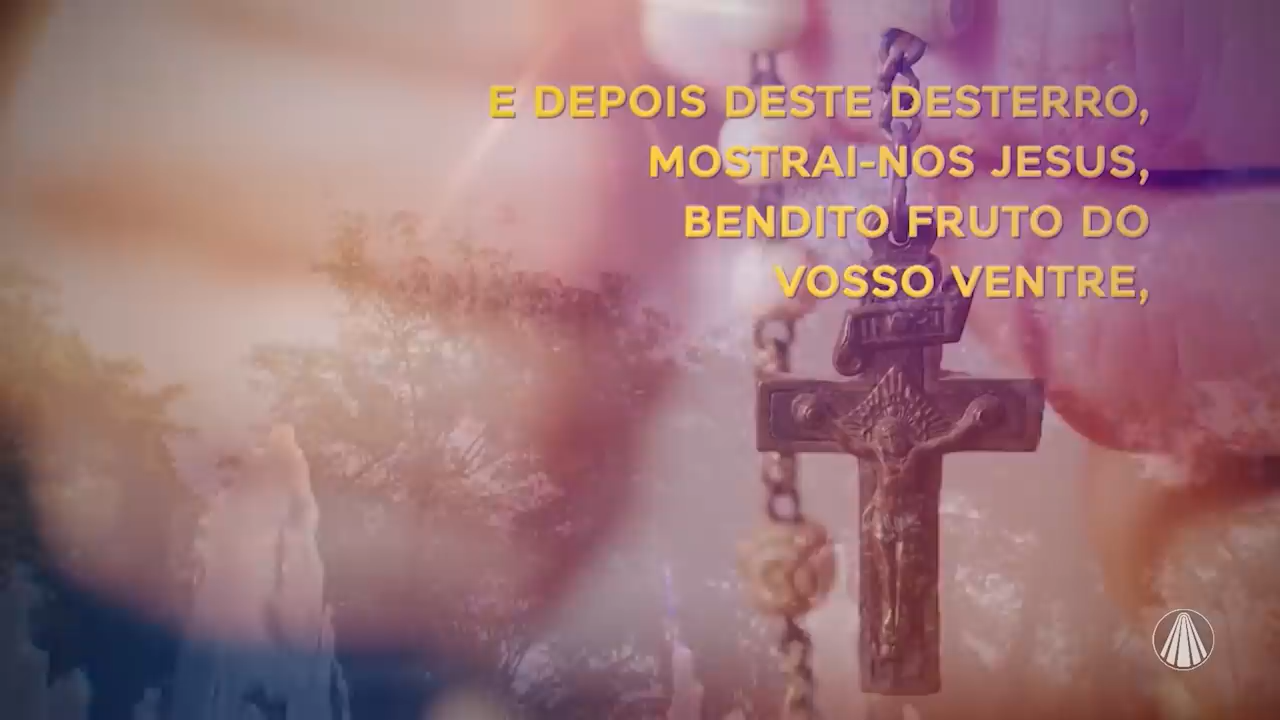 E DEPOIS DESTE DESTERRO,
MOSTRAI-NOS JESUS,
BENDITO FRUTO DO
VOSSO VENTRE,